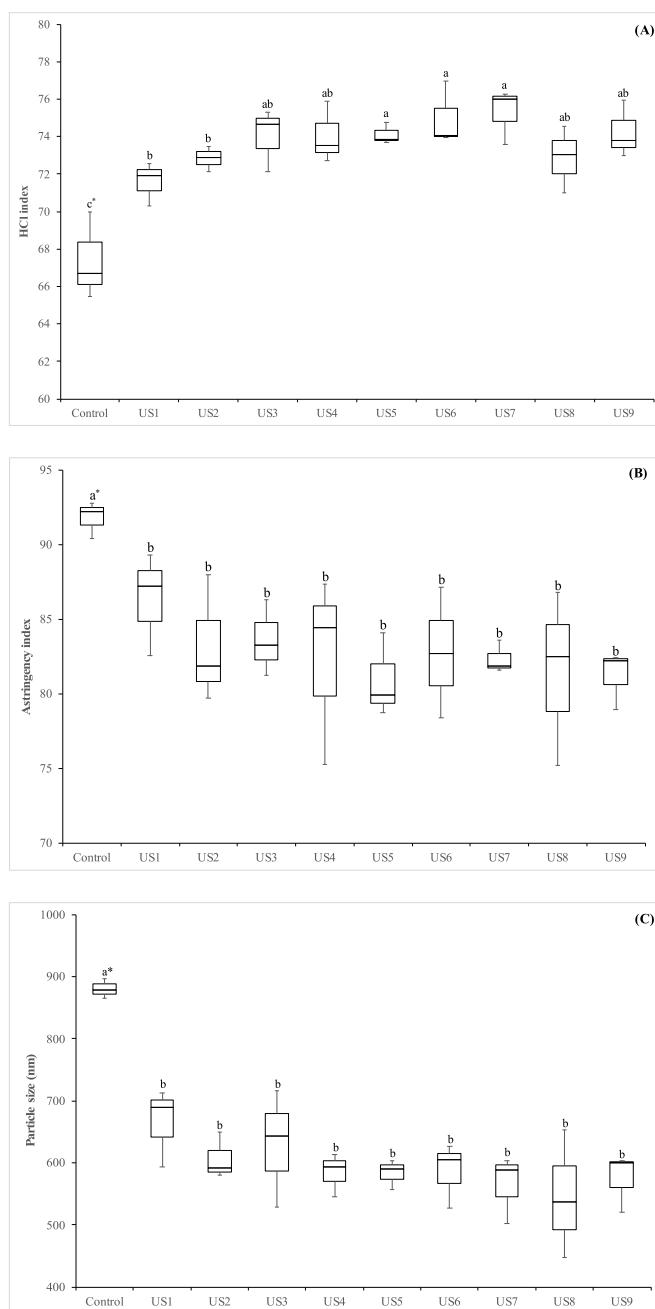 (A)
80
78
76
74
72
70
68
66
64
62
60
HCl index
c*
b
b
ab
ab
a
a
a
ab
ab
Control US1 US2 US3 US4 US5 US6 US7 US8 US9
(B)
95
90
85
80
75
70
Astringency index
a*
b
b
b
b
b
b
b
b
b
Control US1 US2 US3 US4 US5 US6 US7 US8 US9
(C)
1000
900
800
700
600
500
400
Particle size (nm)
a*
b
b
b
b
b
b
b
b
b
Control US1 US2 US3 US4 US5 US6 US7 US8 US9